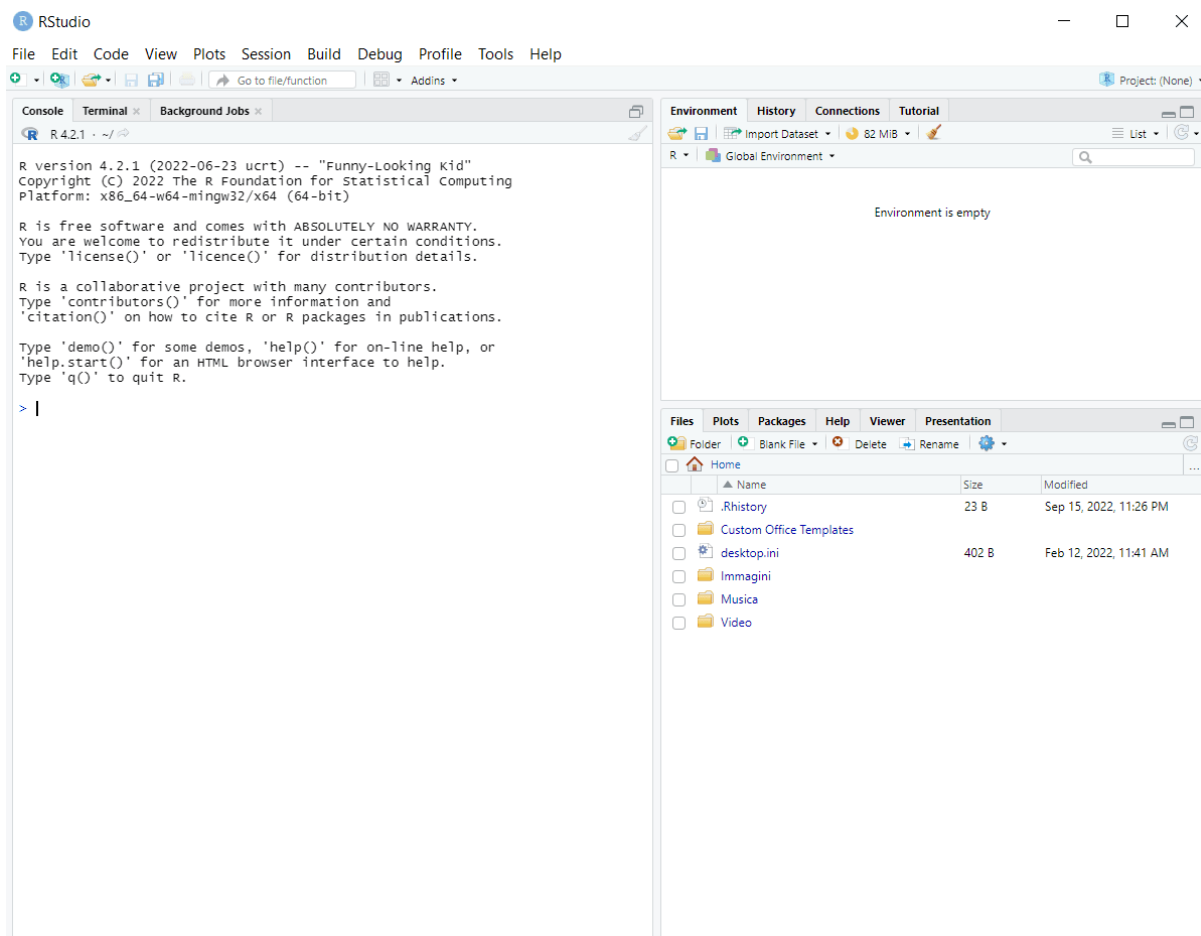 RStudio
File Edit Code View Plots Session Build Debug Profile Tools Help
Go to file/function Addins Project: (None)
Console Terminal Background Jobs
R 4.2.1 · ~/
R version 4.2.1 (2022-06-23 ucrt) -- "Funny-Looking Kid"
Copyright (C) 2022 The R Foundation for Statistical Computing
Platform: x86_64-w64-mingw32/x64 (64-bit)
R is free software and comes with ABSOLUTELY NO WARRANTY.
You are welcome to redistribute it under certain conditions.
Type 'license()' or 'licence()' for distribution details.
R is a collaborative project with many contributors.
Type 'contributors()' for more information and
'citation()' on how to cite R or R packages in publications.
Type 'demo()' for some demos, 'help()' for on-line help, or
'help.start()' for an HTML browser interface to help.
Type 'q()' to quit R.
>
Environment History Connections Tutorial
Import Dataset 82 MiB List
R Global Environment
Environment is empty
Files Plots Packages Help Viewer Presentation
Folder Blank File Delete Rename
Home ...
Name Size Modified
.Rhistory 23 B Sep 15, 2022, 11:26 PM
Custom Office Templates
desktop.ini 402 B Feb 12, 2022, 11:41 AM
Immagini
Musica
Video